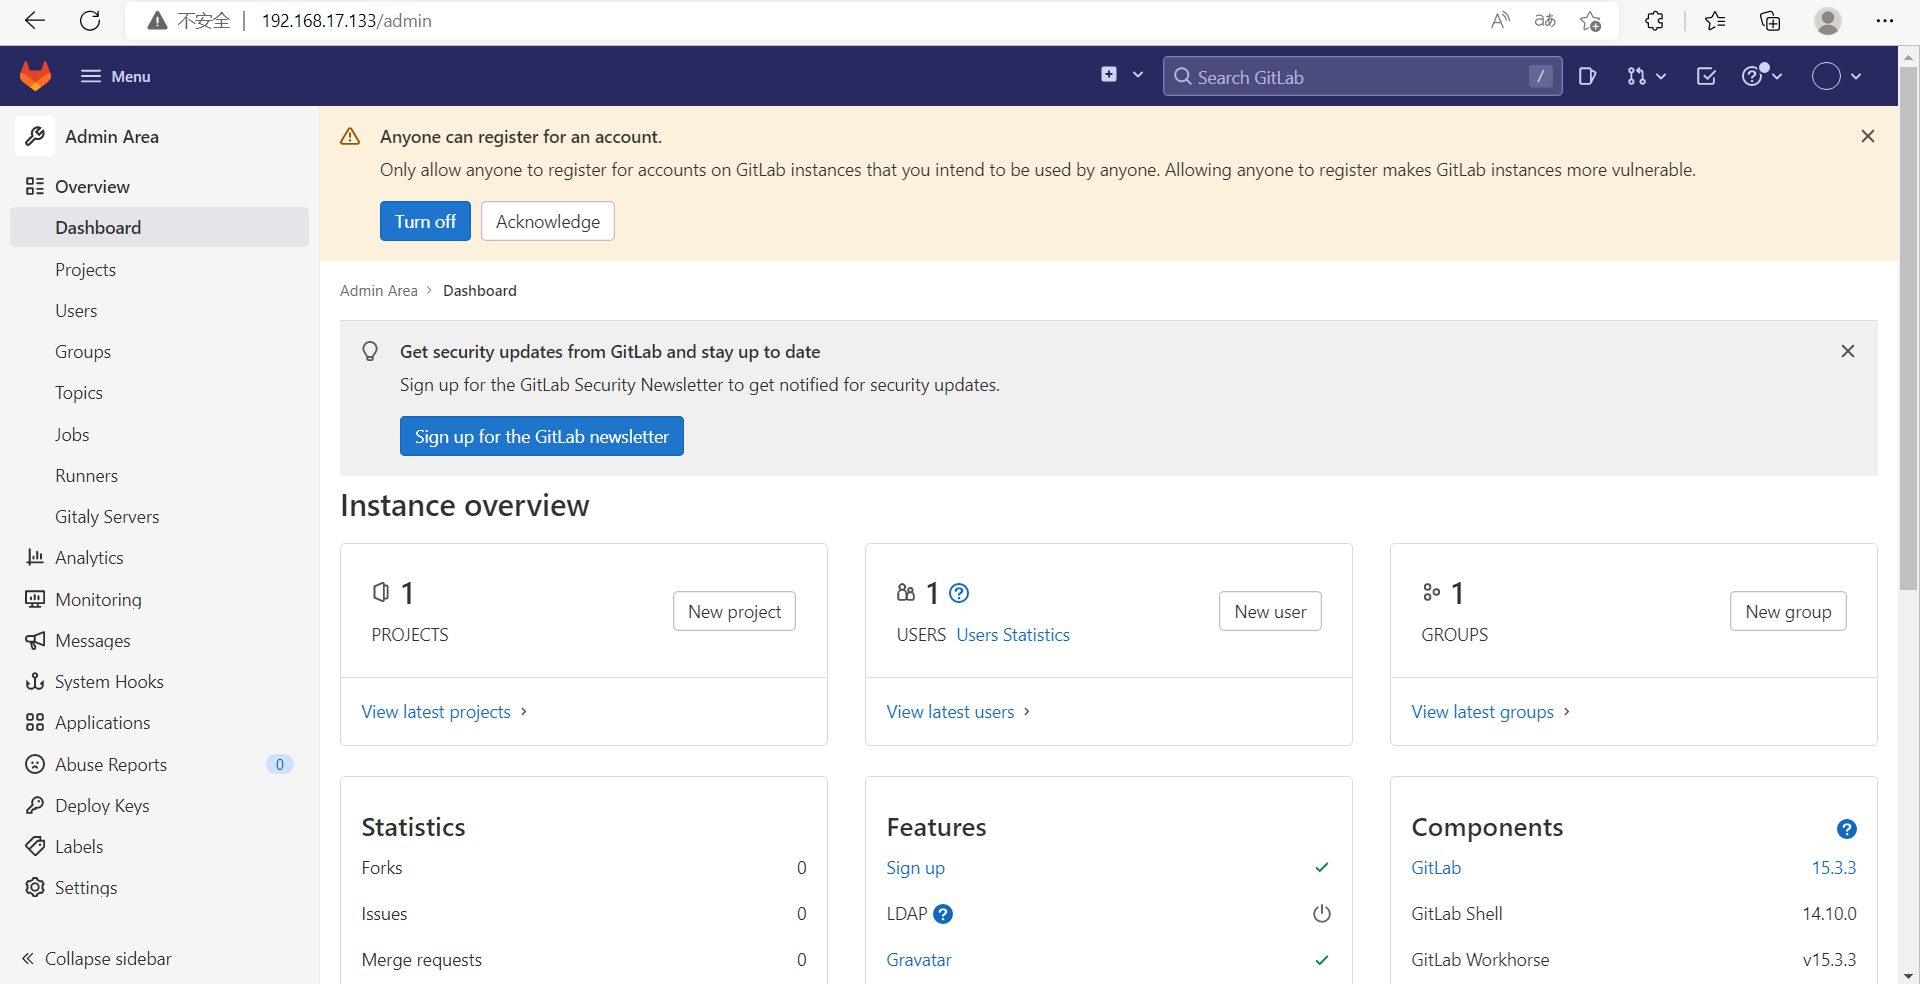 不安全 192.168.17.133/admin
Menu
Search GitLab /
Admin Area
Overview
Dashboard
Projects
Users
Groups
Topics
Jobs
Runners
Gitaly Servers
Analytics
Monitoring
Messages
System Hooks
Applications
Abuse Reports 0
Deploy Keys
Labels
Settings
Collapse sidebar
Anyone can register for an account.
Only allow anyone to register for accounts on GitLab instances that you intend to be used by anyone. Allowing anyone to register makes GitLab instances more vulnerable.
Turn off Acknowledge
Admin Area > Dashboard
Get security updates from GitLab and stay up to date
Sign up for the GitLab Security Newsletter to get notified for security updates.
Sign up for the GitLab newsletter
Instance overview
1
PROJECTS
New project
View latest projects >
1
USERS Users Statistics
New user
View latest users >
1
GROUPS
New group
View latest groups >
Statistics
Forks 0
Issues 0
Merge requests 0
Features
Sign up
LDAP
Gravatar
Components
GitLab 15.3.3
GitLab Shell 14.10.0
GitLab Workhorse v15.3.3